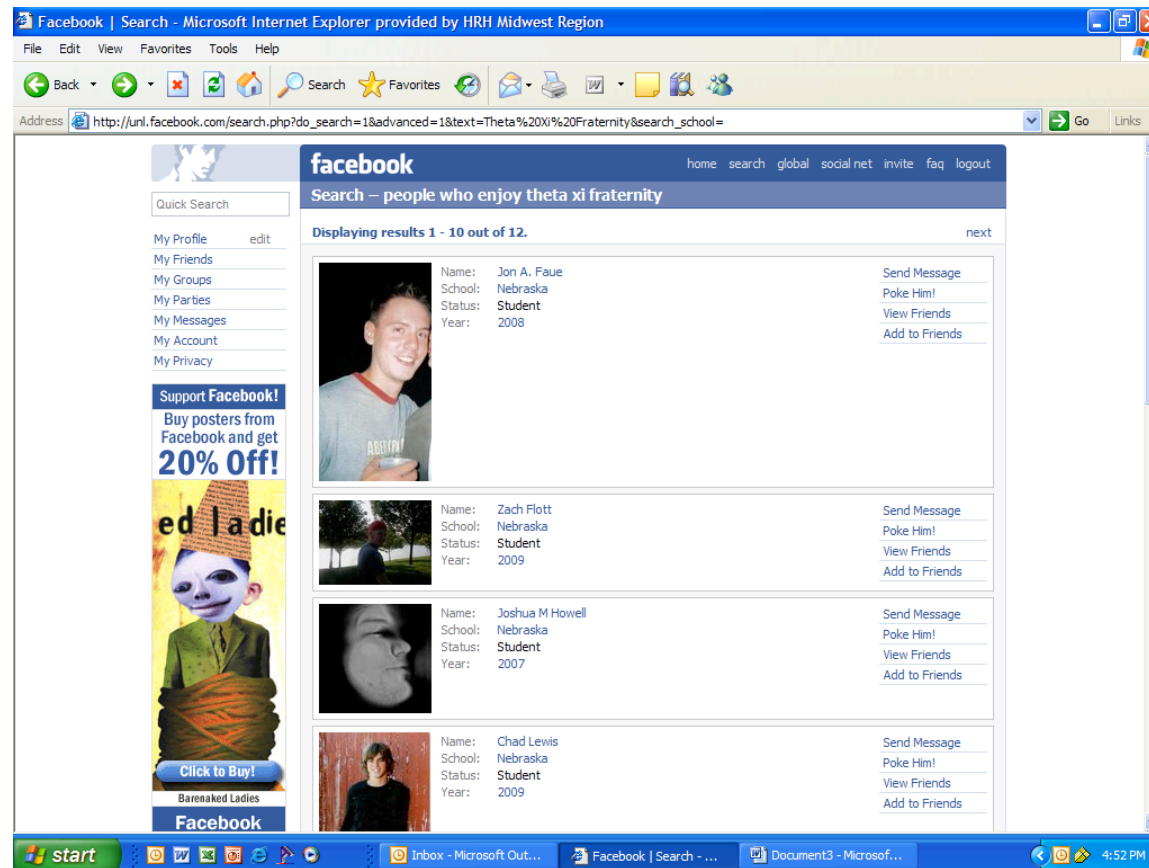 Facebook | Search - Microsoft Internet Explorer provided by HRH Midwest Region
File Edit View Favorites Tools Help
Back Search Favorites
Address http://unl.facebook.com/search.php?do_search=1&advanced=1&text=Theta%20Xi%20Fraternity&search_school= Go Links
facebook home search global social net invite faq logout
Search – people who enjoy theta xi fraternity
Quick Search
Displaying results 1 - 10 out of 12. next
My Profile edit
My Friends
My Groups
My Parties
My Messages
My Account
My Privacy
Support Facebook!
Buy posters from
Facebook and get
20% Off!
ed ladie
Click to Buy!
Barenaked Ladies
Facebook
Name: Jon A. Faue
School: Nebraska
Status: Student
Year: 2008
Send Message
Poke Him!
View Friends
Add to Friends
Name: Zach Flott
School: Nebraska
Status: Student
Year: 2009
Send Message
Poke Him!
View Friends
Add to Friends
Name: Joshua M Howell
School: Nebraska
Status: Student
Year: 2007
Send Message
Poke Him!
View Friends
Add to Friends
Name: Chad Lewis
School: Nebraska
Status: Student
Year: 2009
Send Message
Poke Him!
View Friends
Add to Friends
start Inbox - Microsoft Out... Facebook | Search - ... Document3 - Microsof... 4:52 PM